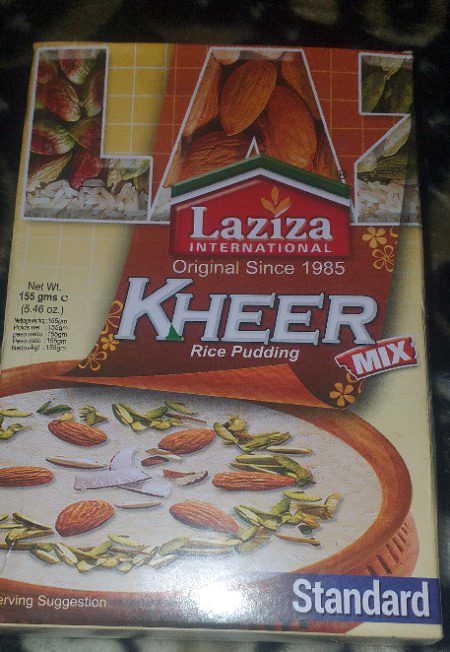 LAZ
Laziza
INTERNATIONAL
Original Since 1985
Net Wt.
155 gms e
(5.46 oz.)
KHEER
Rice Pudding
MIX
erving Suggestion
Standard